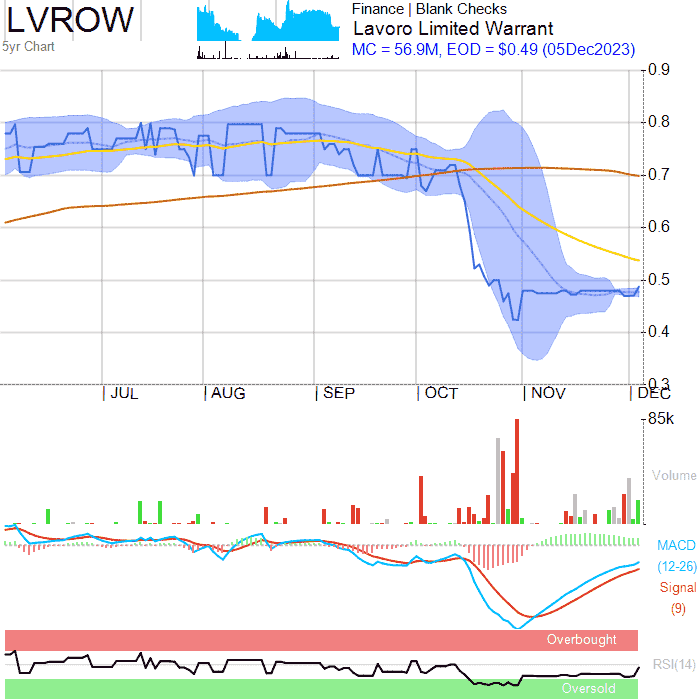 LVROW
5yr Chart
Finance | Blank Checks
Lavoro Limited Warrant
MC = 56.9M, EOD = $0.49 (05Dec2023)
0.9
0.8
0.7
0.6
0.5
0.4
0.3
JUL
AUG
SEP
OCT
NOV
DEC
85k
Volume
MACD
(12-26)
Signal
(9)
Overbought
RSI(14)
Oversold